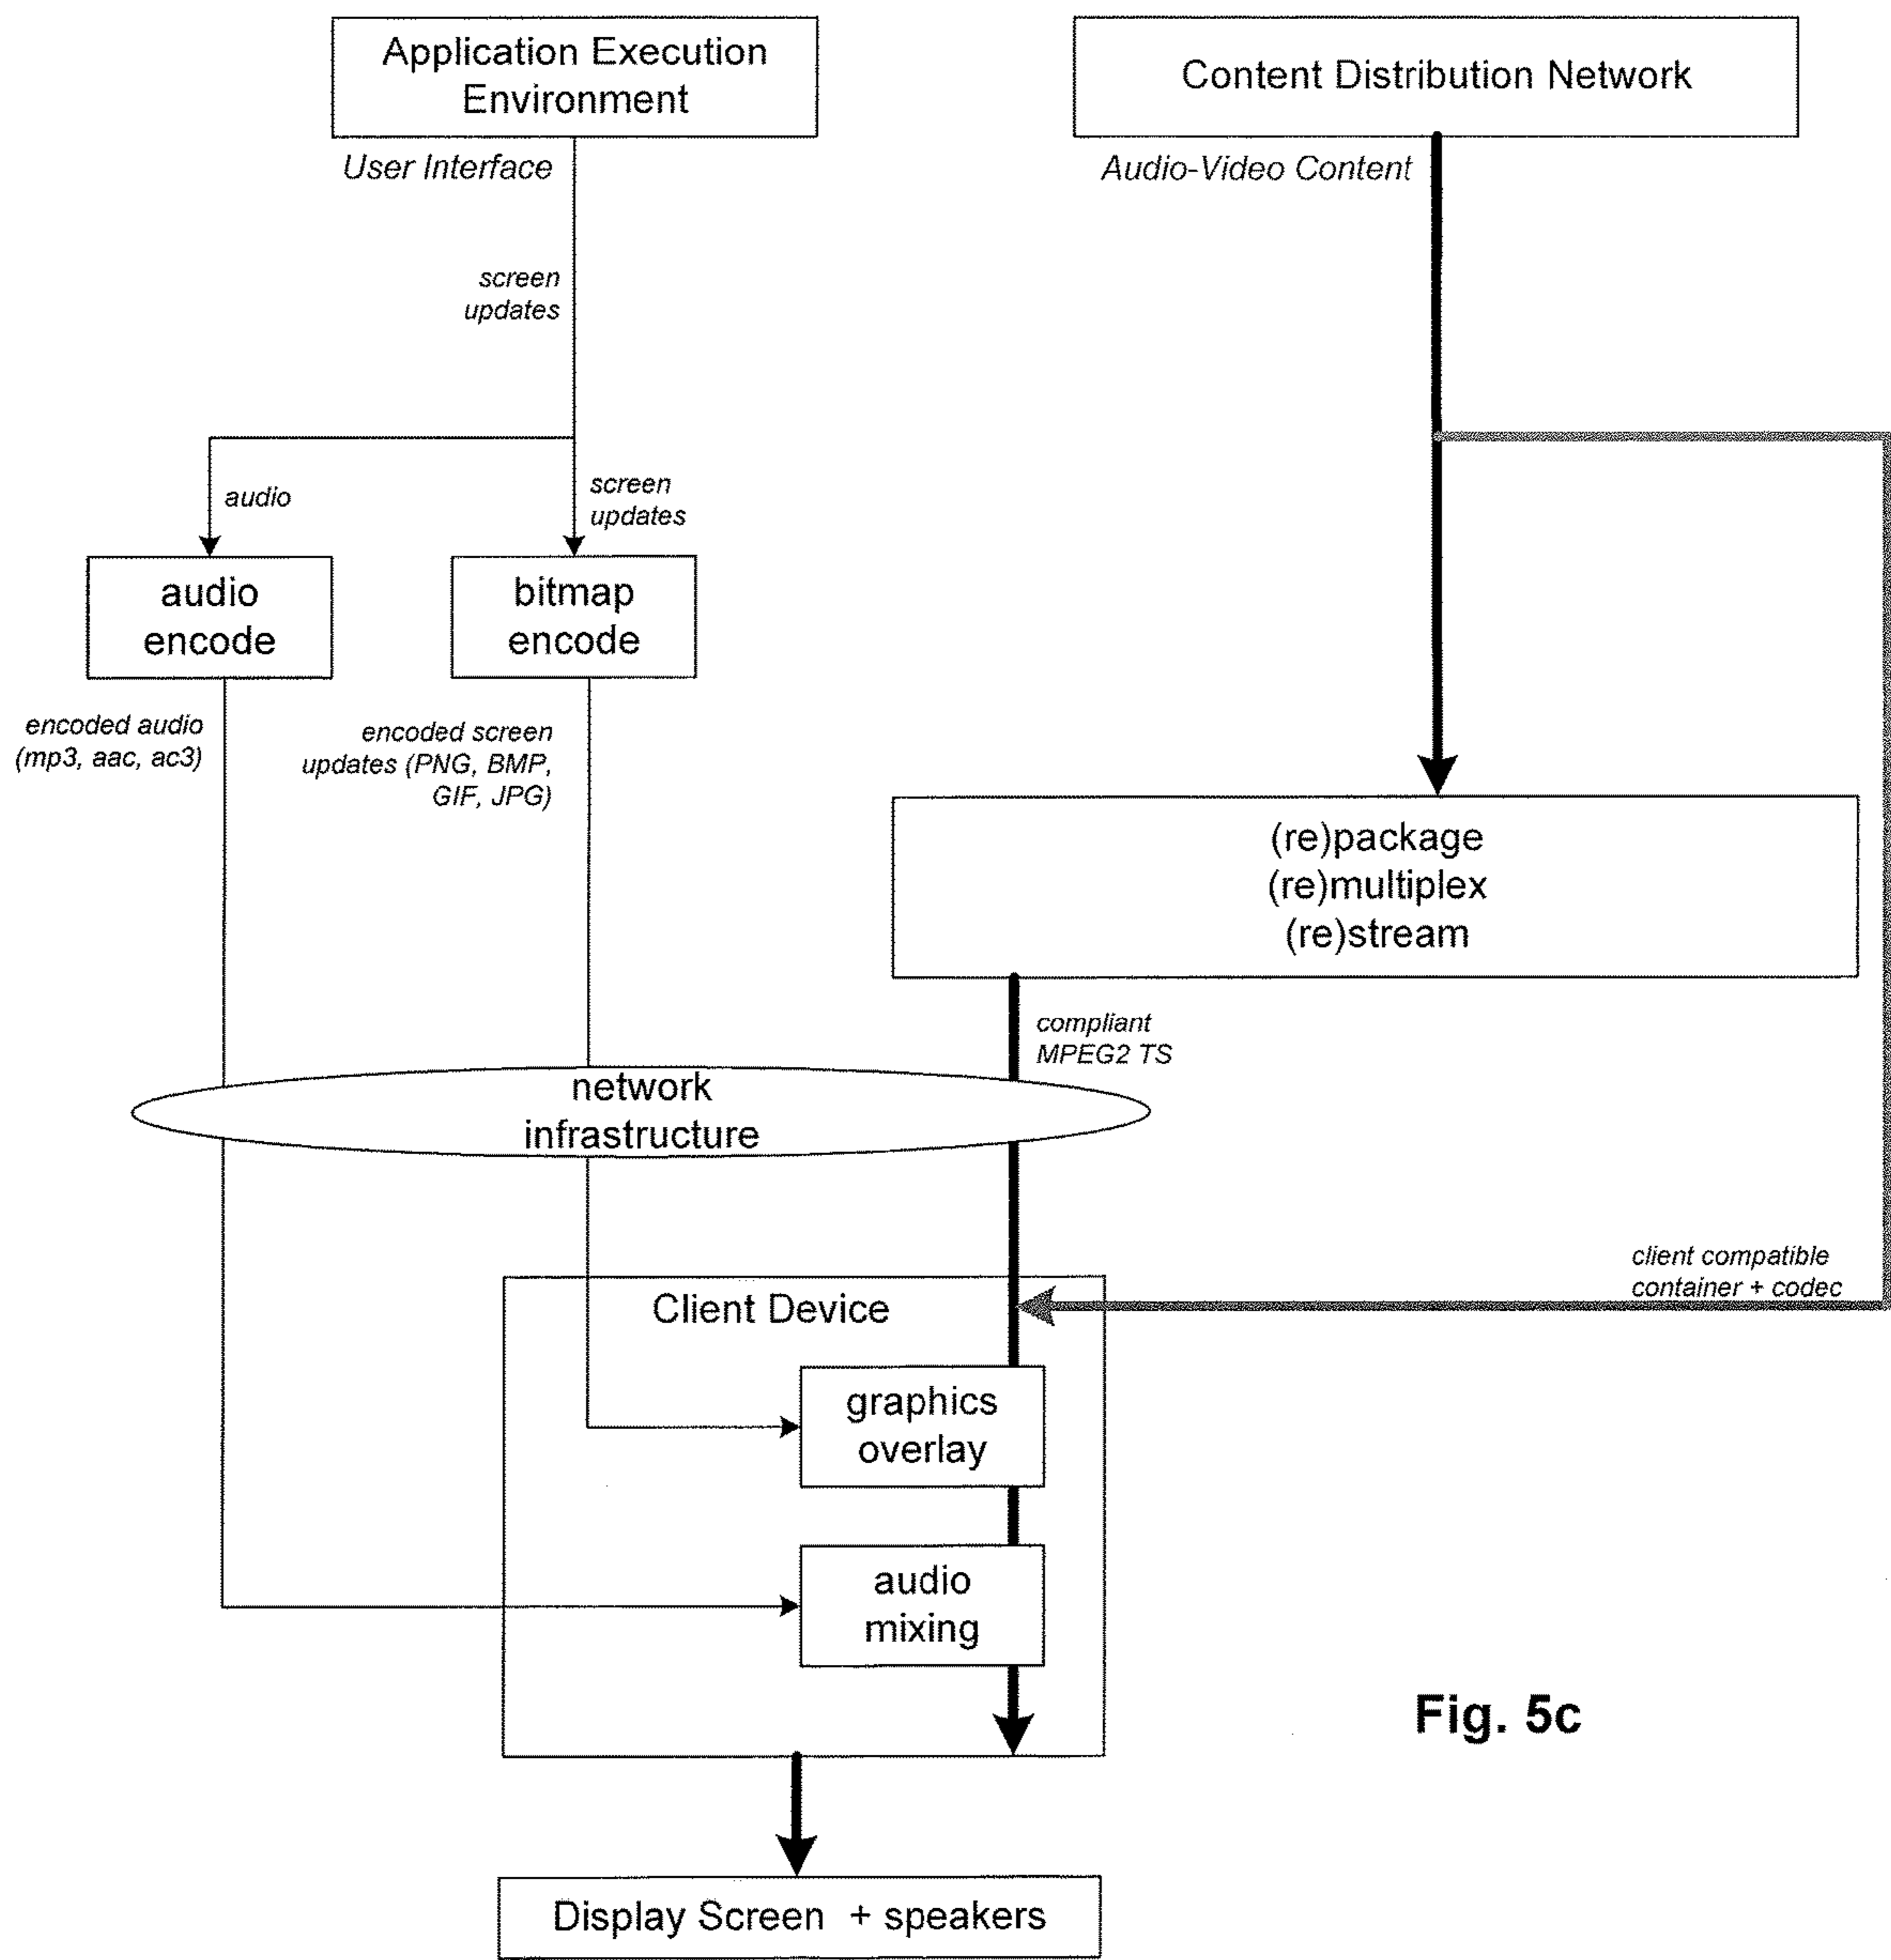 Application Execution
Environment
Content Distribution Network
User Interface
Audio-Video Content
screen
updates
audio
screen
updates
audio
encode
bitmap
encode
encoded audio
(mp3, aac, ac3)
encoded screen
updates (PNG, BMP,
GIF, JPG)
(re)package
(re)multiplex
(re)stream
compliant
MPEG2 TS
network
infrastructure
client compatible
container + codec
Client Device
graphics
overlay
audio
mixing
Fig. 5c
Display Screen + speakers